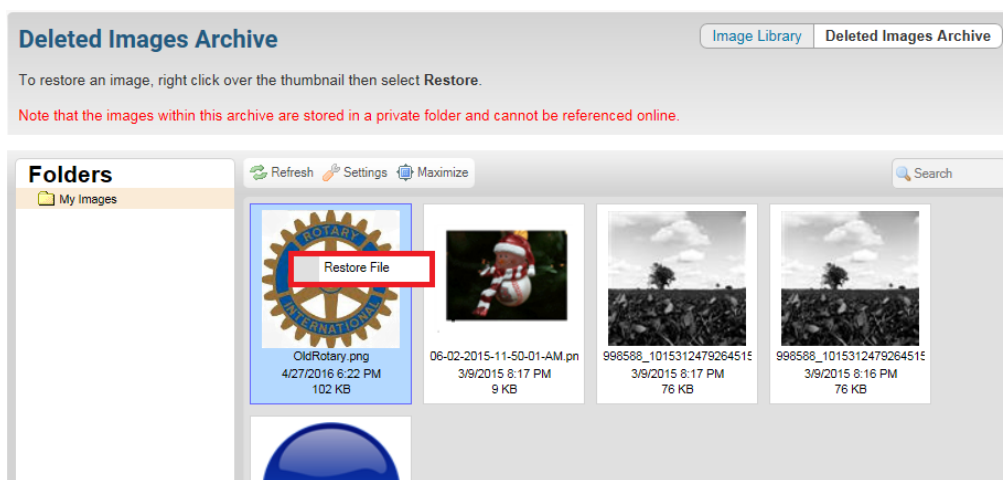 Deleted Images Archive
Image Library
Deleted Images Archive
To restore an image, right click over the thumbnail then select Restore.
Note that the images within this archive are stored in a private folder and cannot be referenced online.
Folders
My Images
Refresh
Settings
Maximize
Search
ROTARY
INTERNATIONAL
Restore File
OldRotary.png
4/27/2016 6:22 PM
102 KB
06-02-2015-11-50-01-AM.pn
3/9/2015 8:17 PM
9 KB
998588_1015312479264515
3/9/2015 8:17 PM
76 KB
998588_1015312479264515
3/9/2015 8:16 PM
76 KB